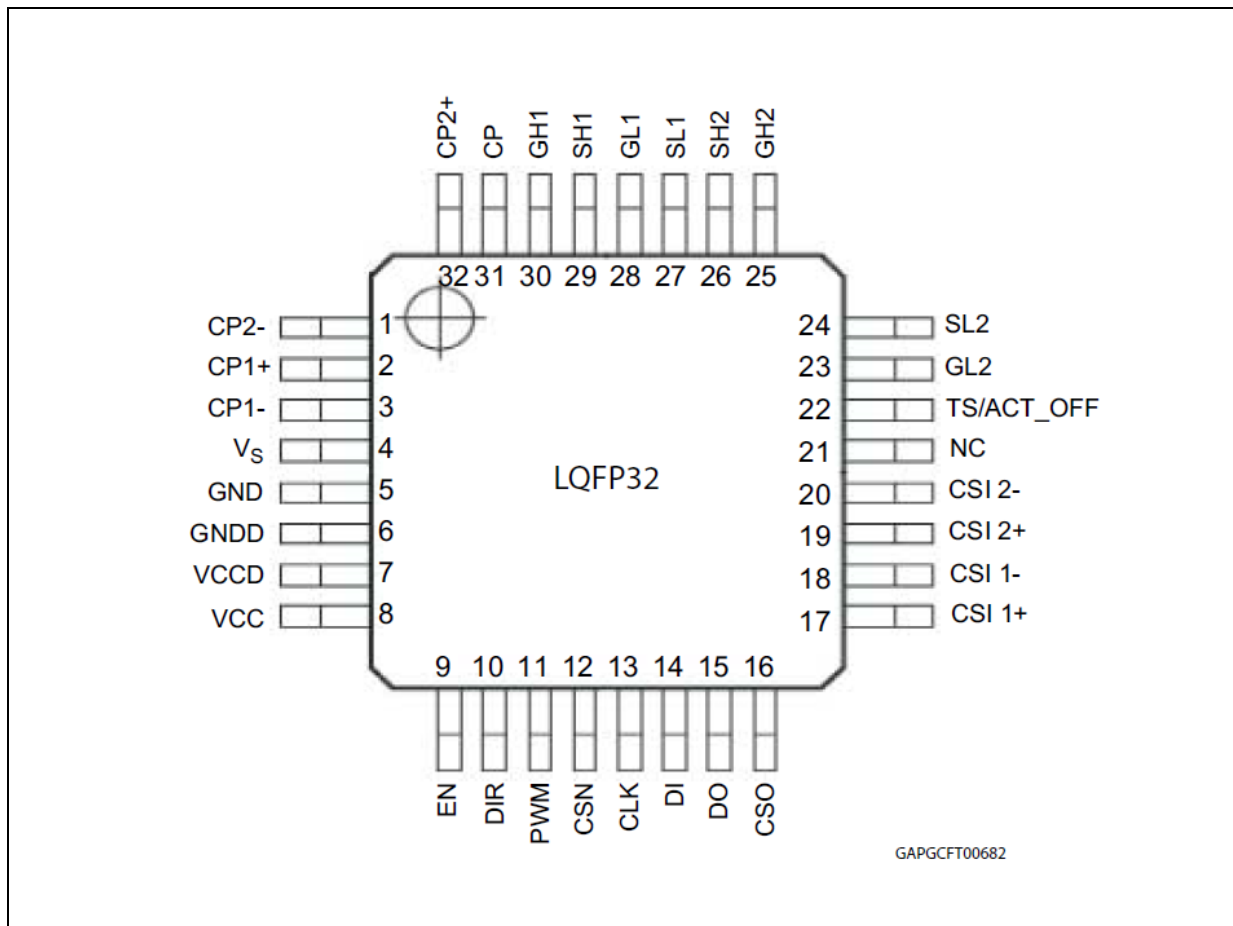 CP2+
CP
GH1
SH1
GL1
SL1
SH2
GH2
32 31 30 29 28 27 26 25
CP2- 1 24 SL2
CP1+ 2 23 GL2
CP1- 3 22 TS/ACT_OFF
VS 4 21 NC
LQFP32
GND 5 20 CSI 2-
GNDD 6 19 CSI 2+
VCCD 7 18 CSI 1-
VCC 8 17 CSI 1+
9 10 11 12 13 14 15 16
EN
DIR
PWM
CSN
CLK
DI
DO
CSO
GAPGCFT00682